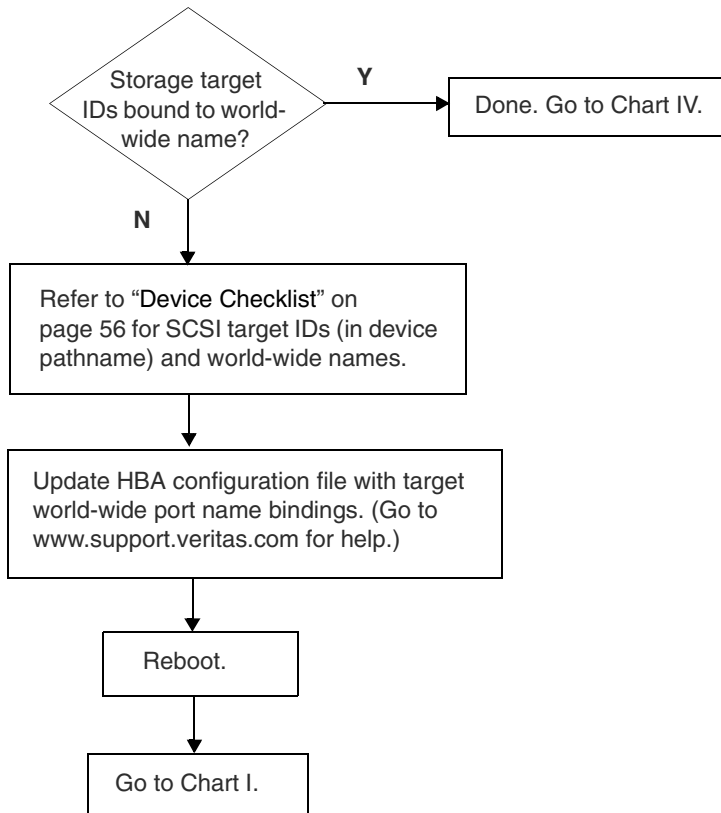 Storage target
IDs bound to world-
wide name?
Y
Done. Go to Chart IV.
N
Refer to “Device Checklist” on
page 56 for SCSI target IDs (in device
pathname) and world-wide names.
Update HBA configuration file with target
world-wide port name bindings. (Go to
www.support.veritas.com for help.)
Reboot.
Go to Chart I.